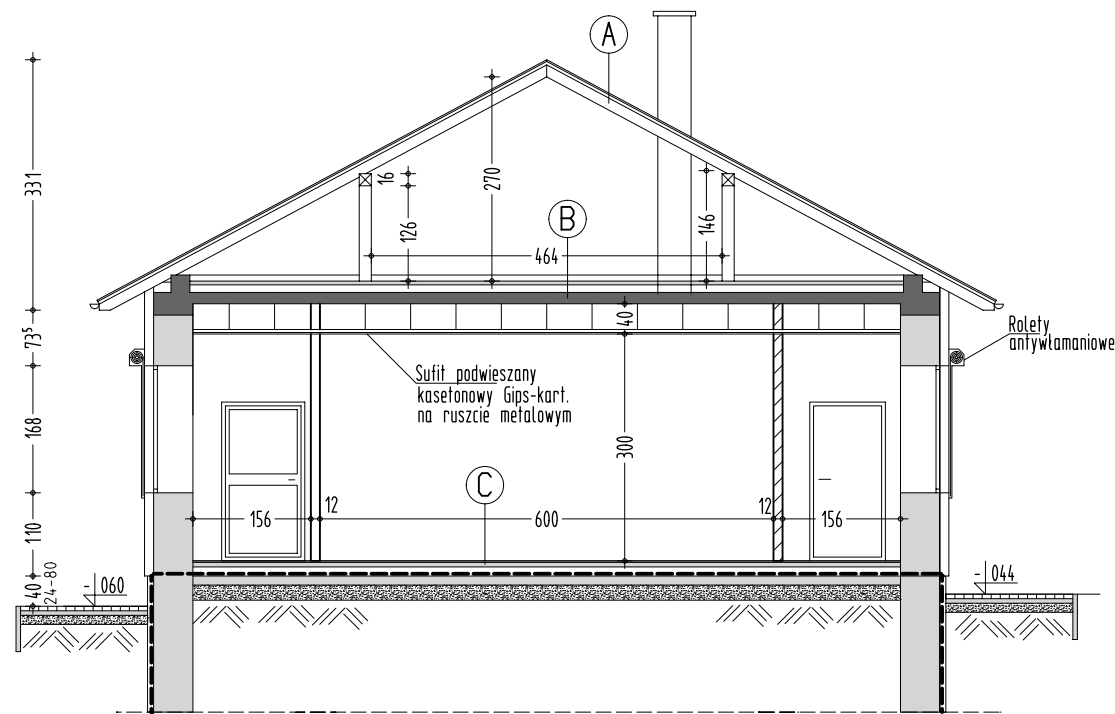 A
331
16
270
126
146
B
464
40
73⁵
Rolety
antywłamaniowe
Sufit podwieszany
kasetonowy Gips-kart.
na ruszcie metalowym
168
300
C
12
12
156
600
156
110
40
24-80
- 060
- 044